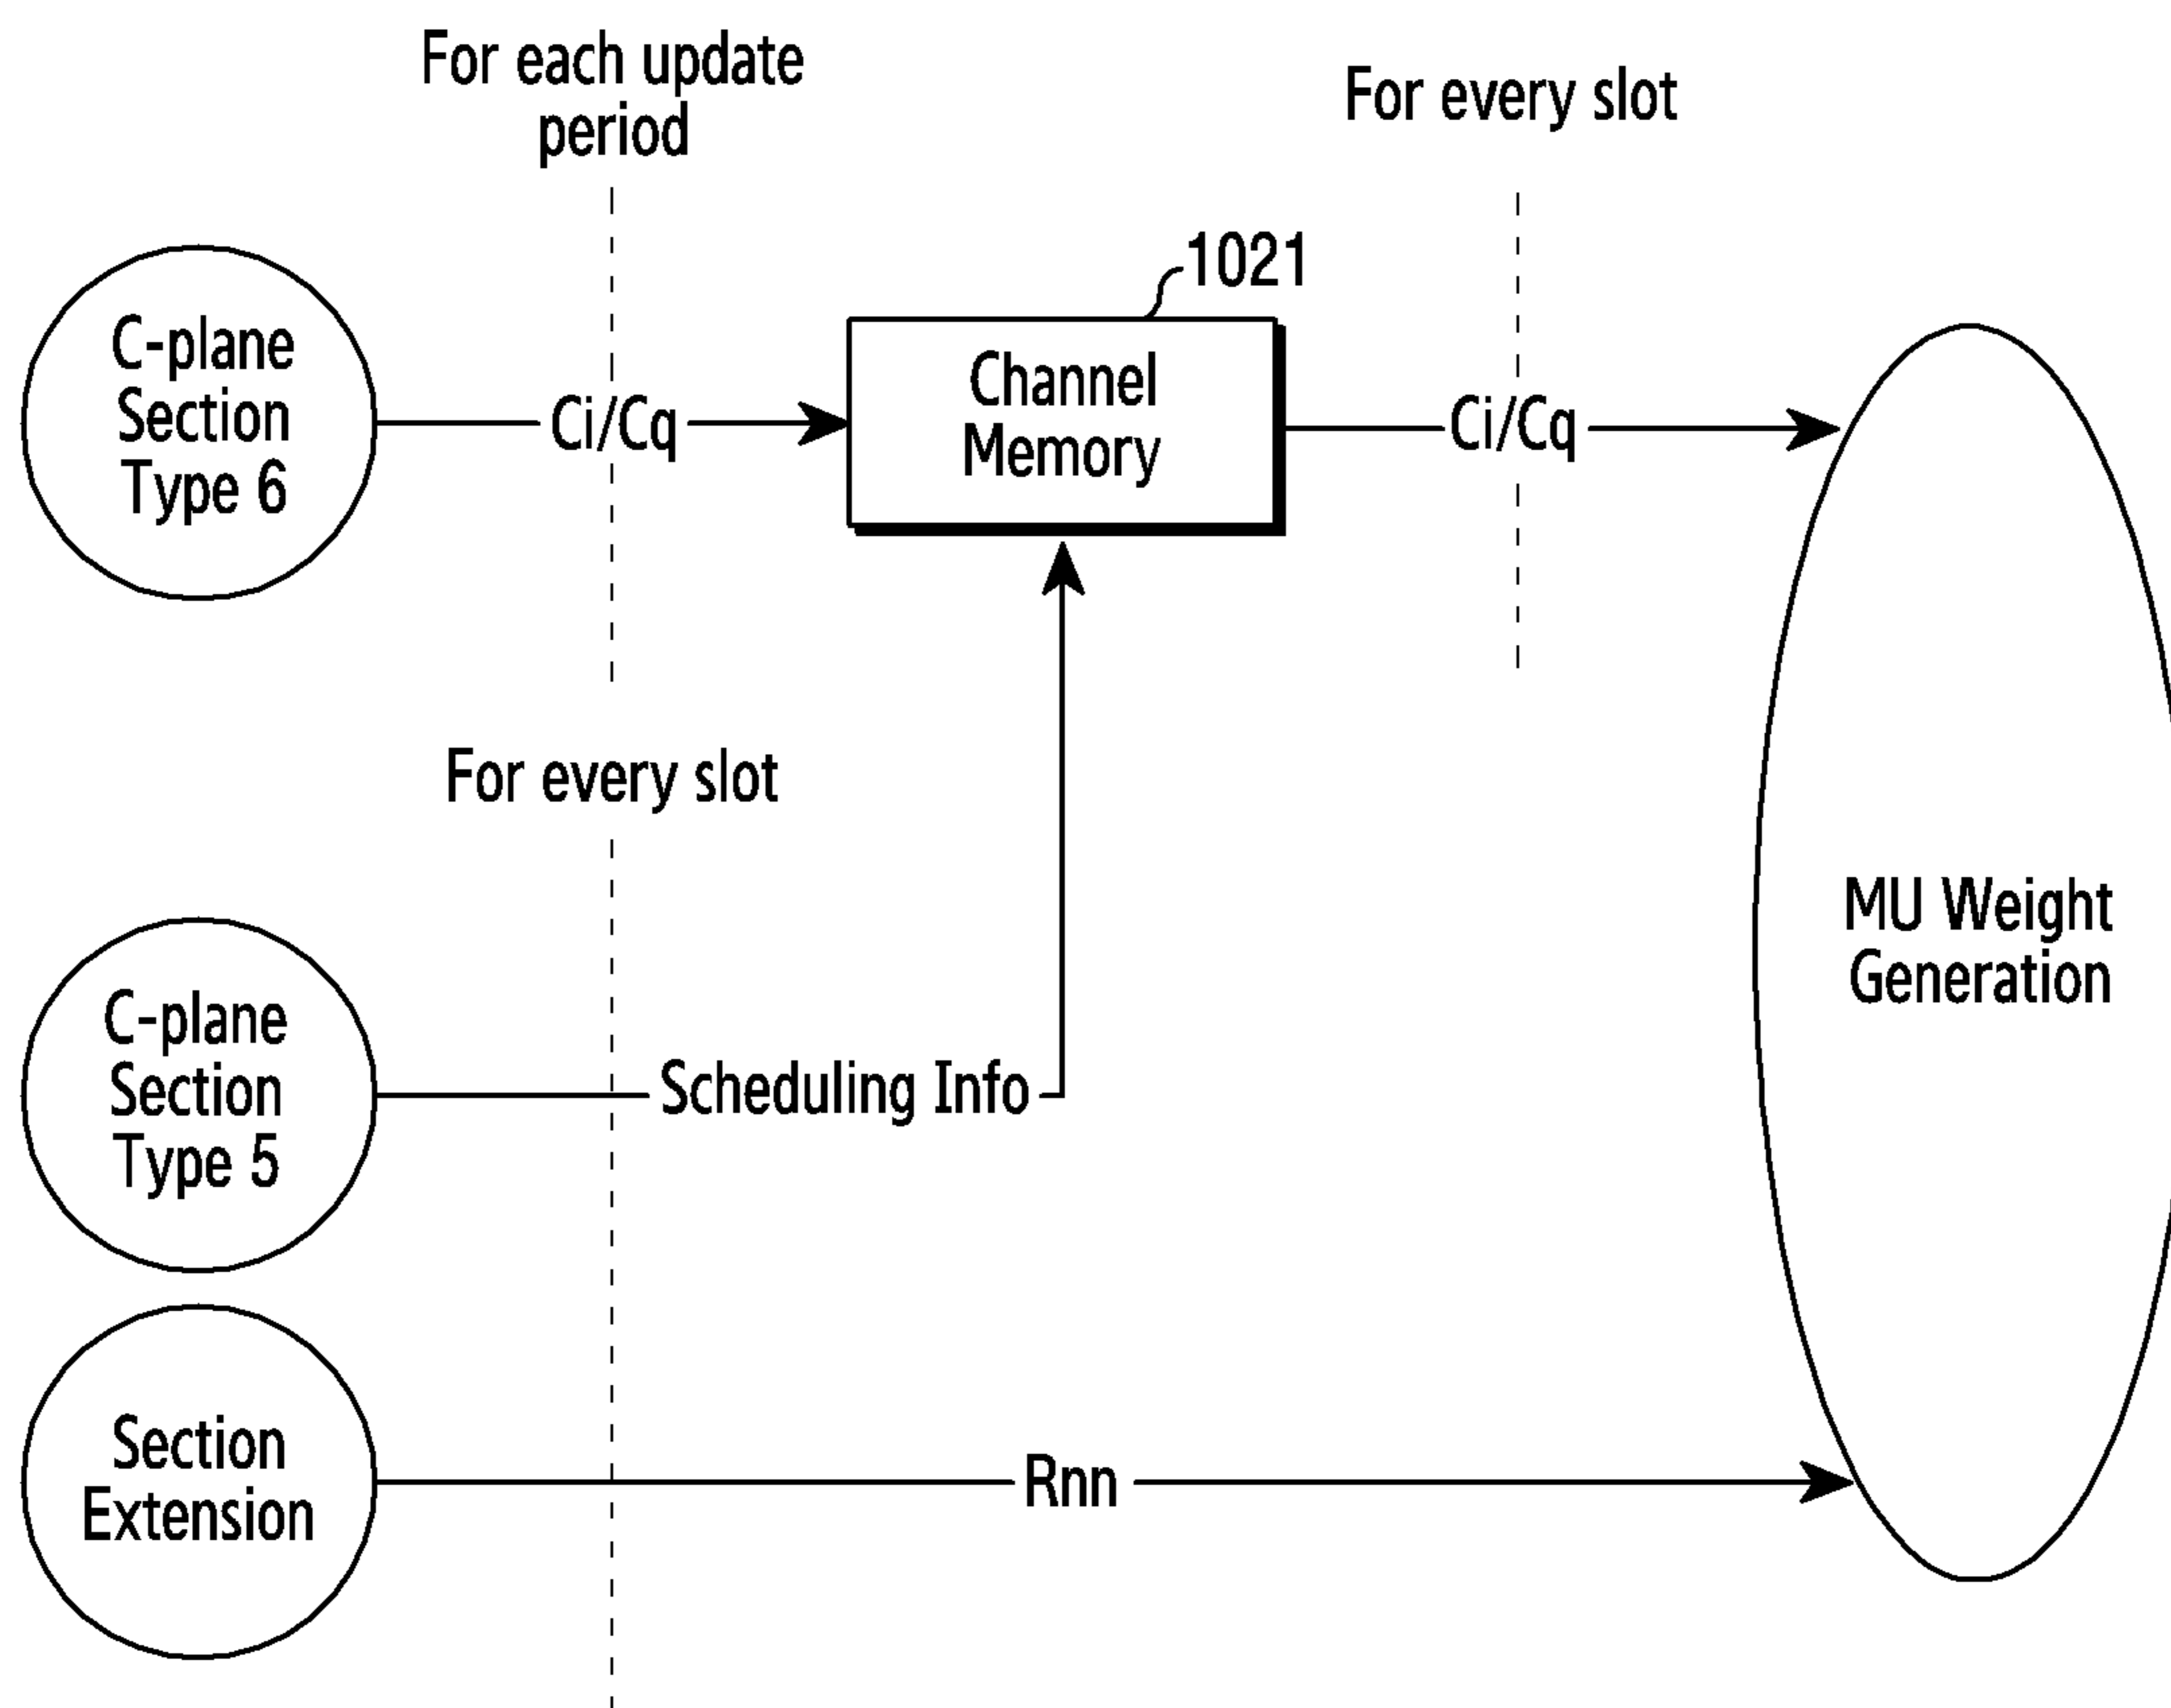 For each update
period
For every slot
1021
C-plane
Section
Type 6
Ci/Cq
Channel
Memory
Ci/Cq
For every slot
C-plane
Section
Type 5
Scheduling Info
MU Weight
Generation
Section
Extension
Rnn